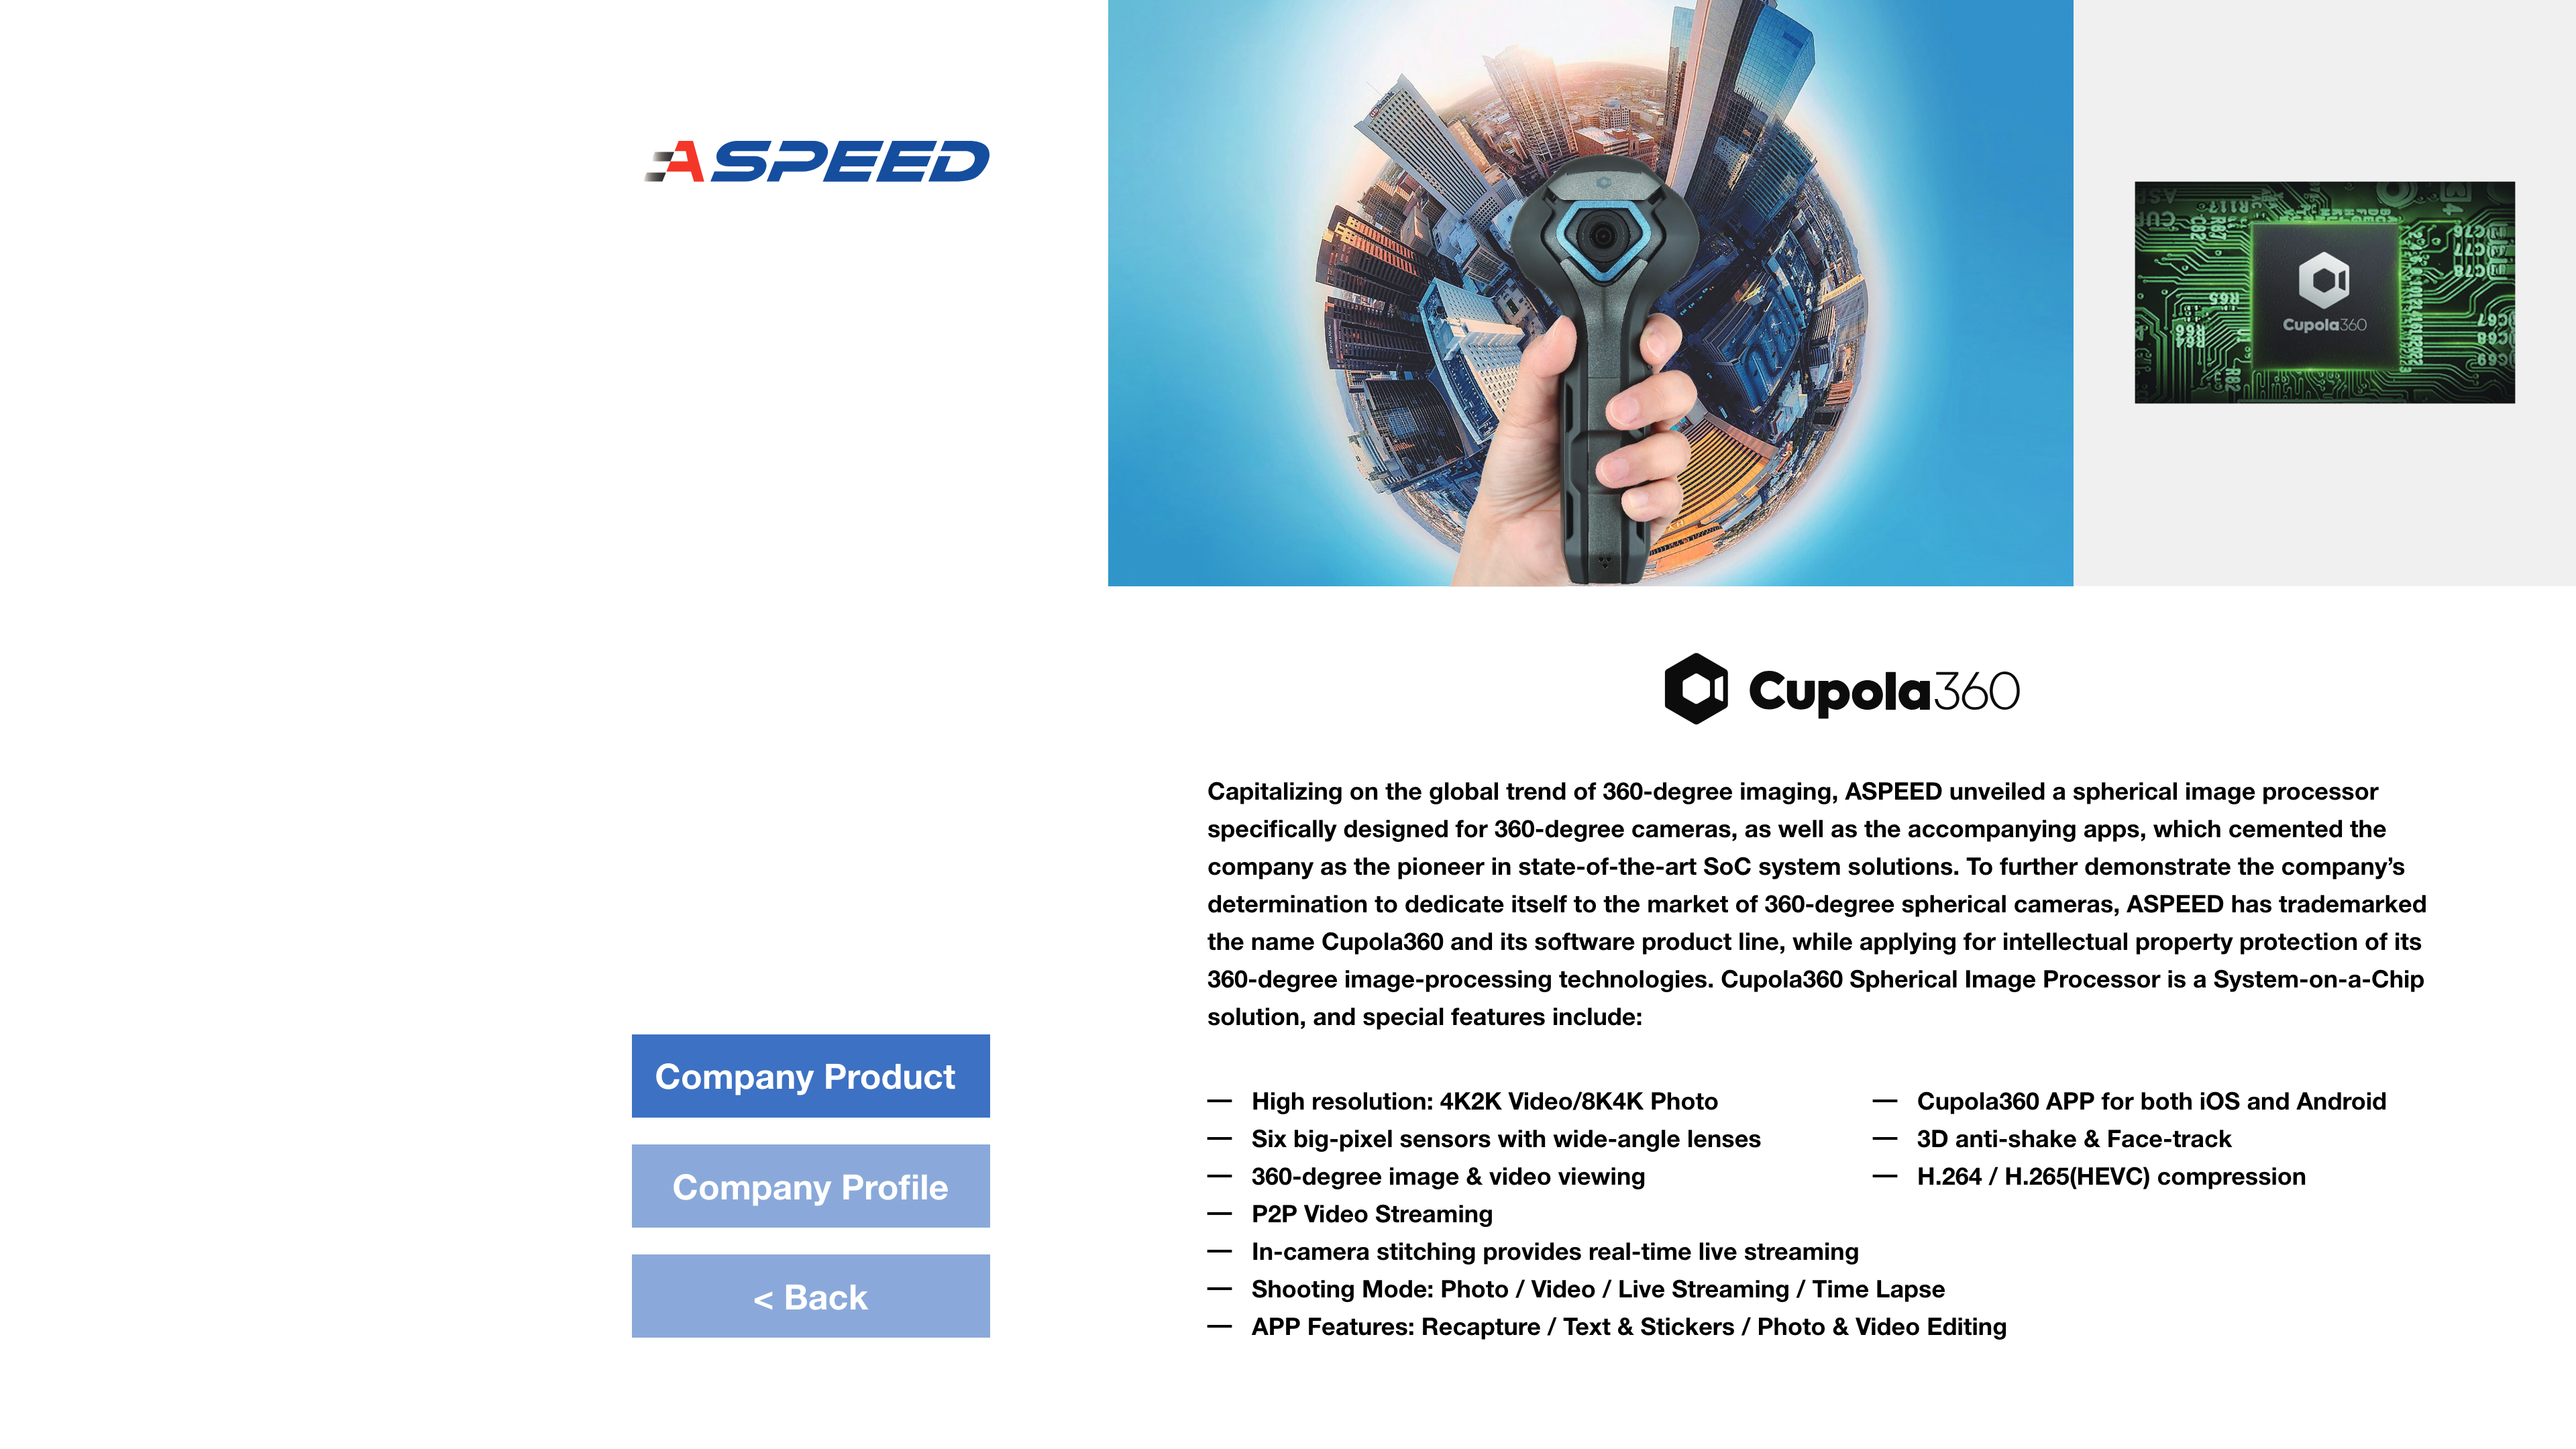 ASPEED
Cupola360
Cupola360
Capitalizing on the global trend of 360-degree imaging, ASPEED unveiled a spherical image processor
specifically designed for 360-degree cameras, as well as the accompanying apps, which cemented the
company as the pioneer in state-of-the-art SoC system solutions. To further demonstrate the company’s
determination to dedicate itself to the market of 360-degree spherical cameras, ASPEED has trademarked
the name Cupola360 and its software product line, while applying for intellectual property protection of its
360-degree image-processing technologies. Cupola360 Spherical Image Processor is a System-on-a-Chip
solution, and special features include:
— High resolution: 4K2K Video/8K4K Photo
— Six big-pixel sensors with wide-angle lenses
— 360-degree image & video viewing
— P2P Video Streaming
— In-camera stitching provides real-time live streaming
— Shooting Mode: Photo / Video / Live Streaming / Time Lapse
— APP Features: Recapture / Text & Stickers / Photo & Video Editing
— Cupola360 APP for both iOS and Android
— 3D anti-shake & Face-track
— H.264 / H.265(HEVC) compression
Company Product
Company Profile
< Back